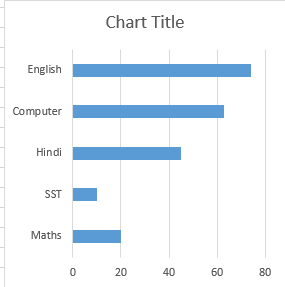 Chart Title
English
Computer
Hindi
SST
Maths
0 20 40 60 80